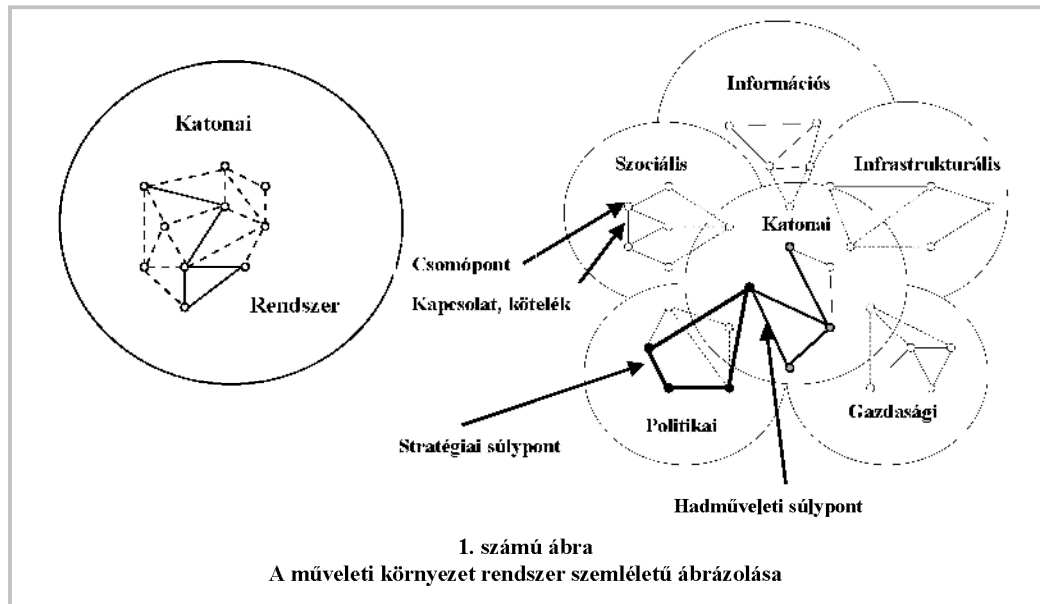 Katonai
Rendszer
Információs
Szociális
Infrastrukturális
Katonai
Csomópont
Kapcsolat, kötelék
Politikai
Gazdasági
Stratégiai súlypont
Hadműveleti súlypont
1. számú ábra
A műveleti környezet rendszer szemléletű ábrázolása